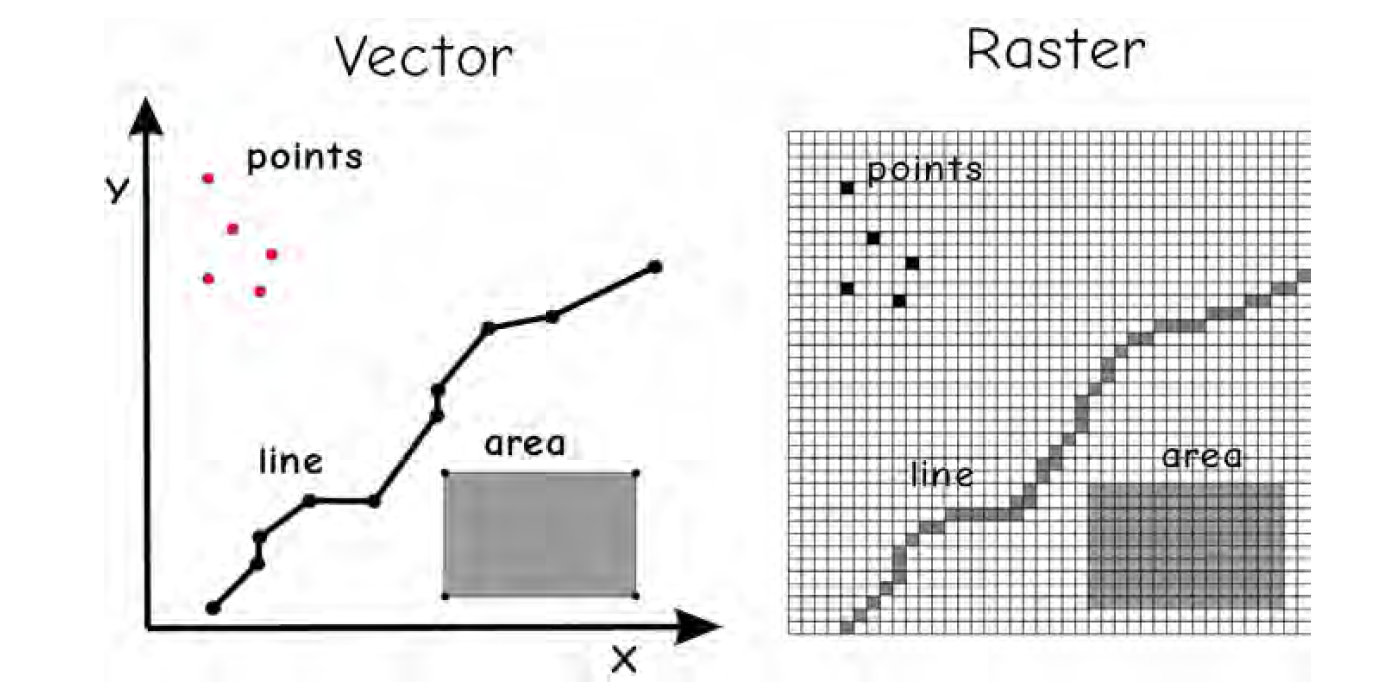 Vector
points
Y
line
area
X
Raster
points
line
area